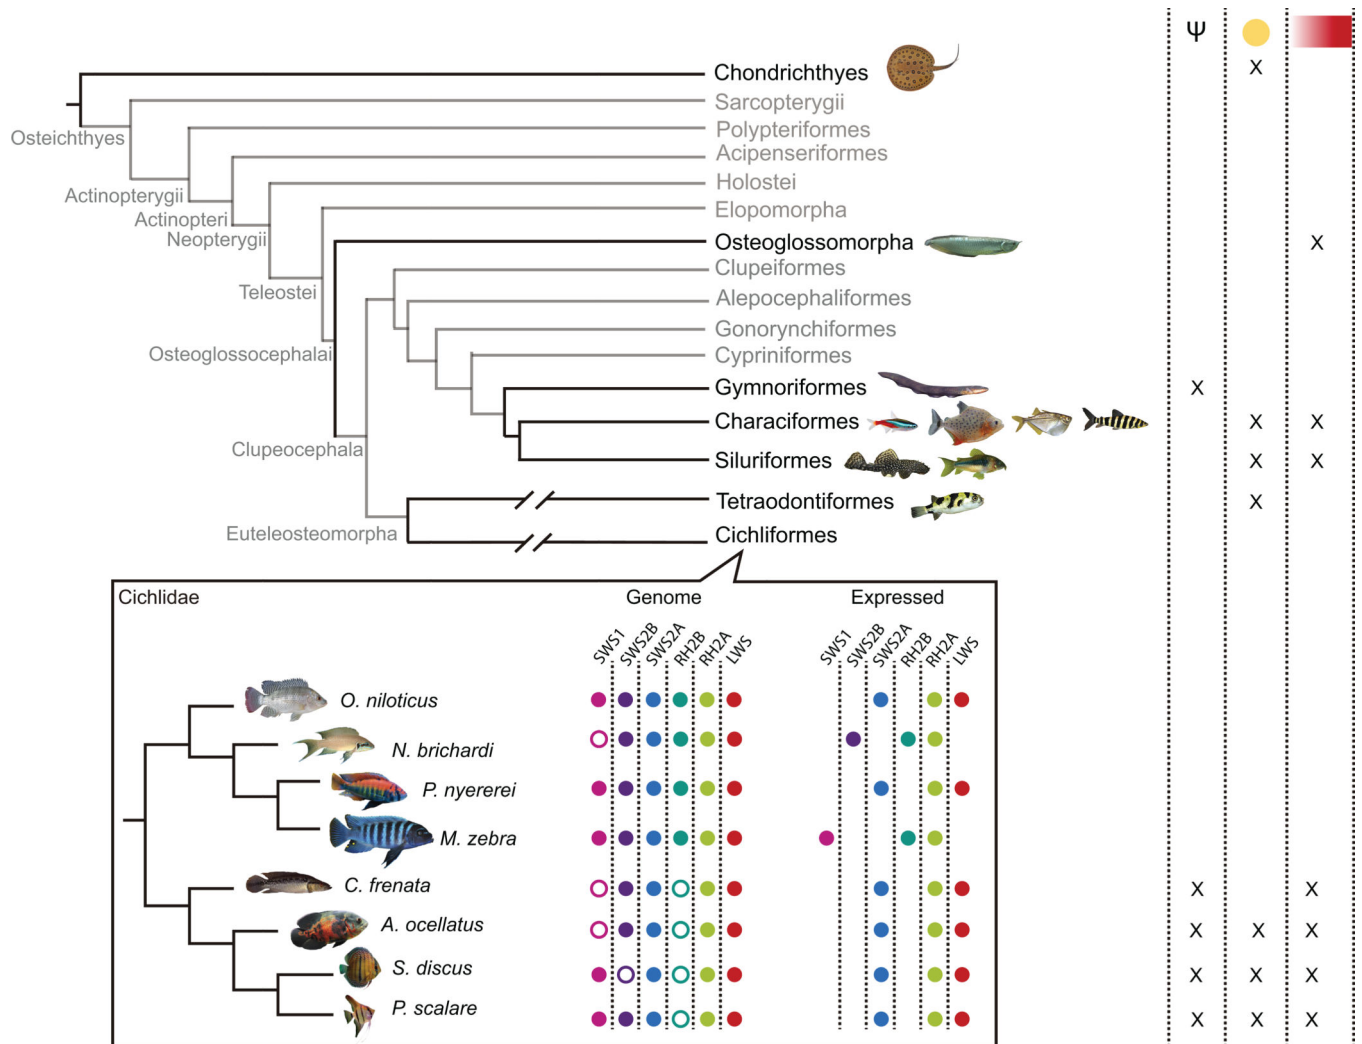 Ψ
Chondrichthyes X
Sarcopterygii
Osteichthyes
Polypteriformes
Acipenseriformes
Holostei
Actinopterygii
Elopomorpha
Actinopteri
Neopterygii
Osteoglossomorpha X
Clupeiformes
Teleostei
Alepocephaliformes
Gonorynchiformes
Osteoglossocephalai
Cypriniformes
Gymnoriformes X
Characiformes X X
Clupeocephala
Siluriformes X X
Tetraodontiformes X
Euteleosteomorpha
Cichliformes
Cichlidae Genome Expressed
SWS1 SWS2B SWS2A RH2B RH2A LWS SWS1 SWS2B SWS2A RH2B RH2A LWS
O. niloticus
N. brichardi
P. nyererei
M. zebra
C. frenata X X
A. ocellatus X X X
S. discus X X X
P. scalare X X X